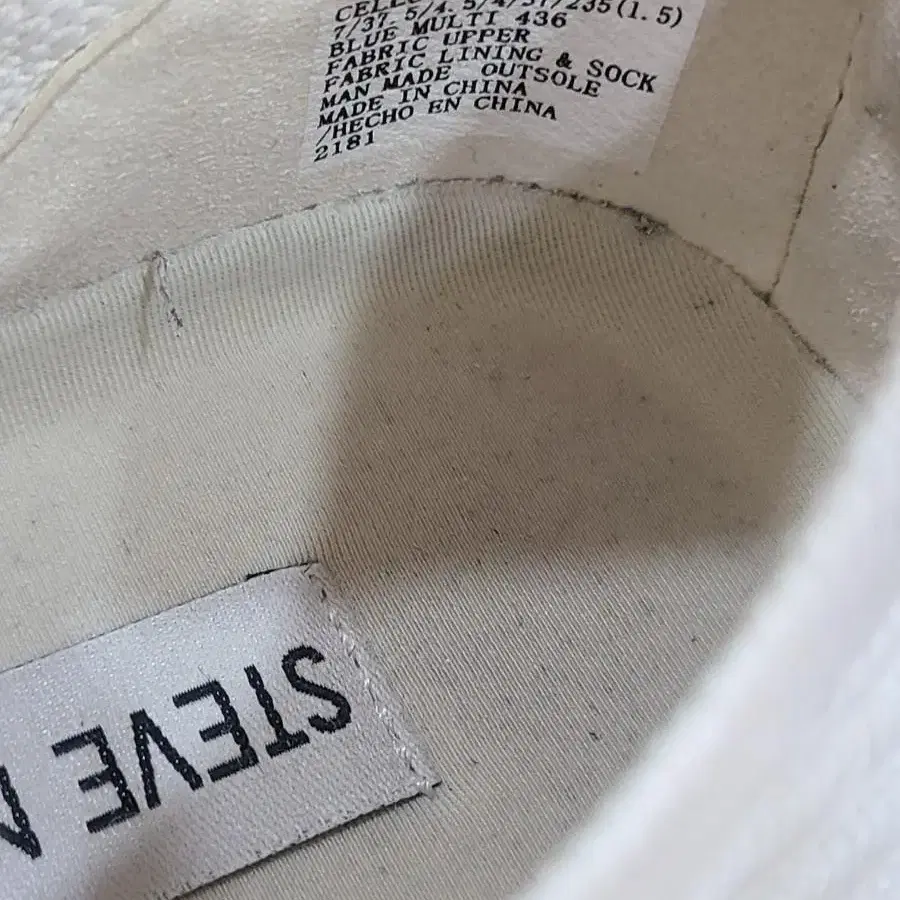 7/37.5/4.5/4/37/235(1.5)
BLUE MULTI 436
FABRIC UPPER
FABRIC LINING & SOCK
MAN MADE OUTSOLE
MADE IN CHINA
/HECHO EN CHINA
2181
STEVE